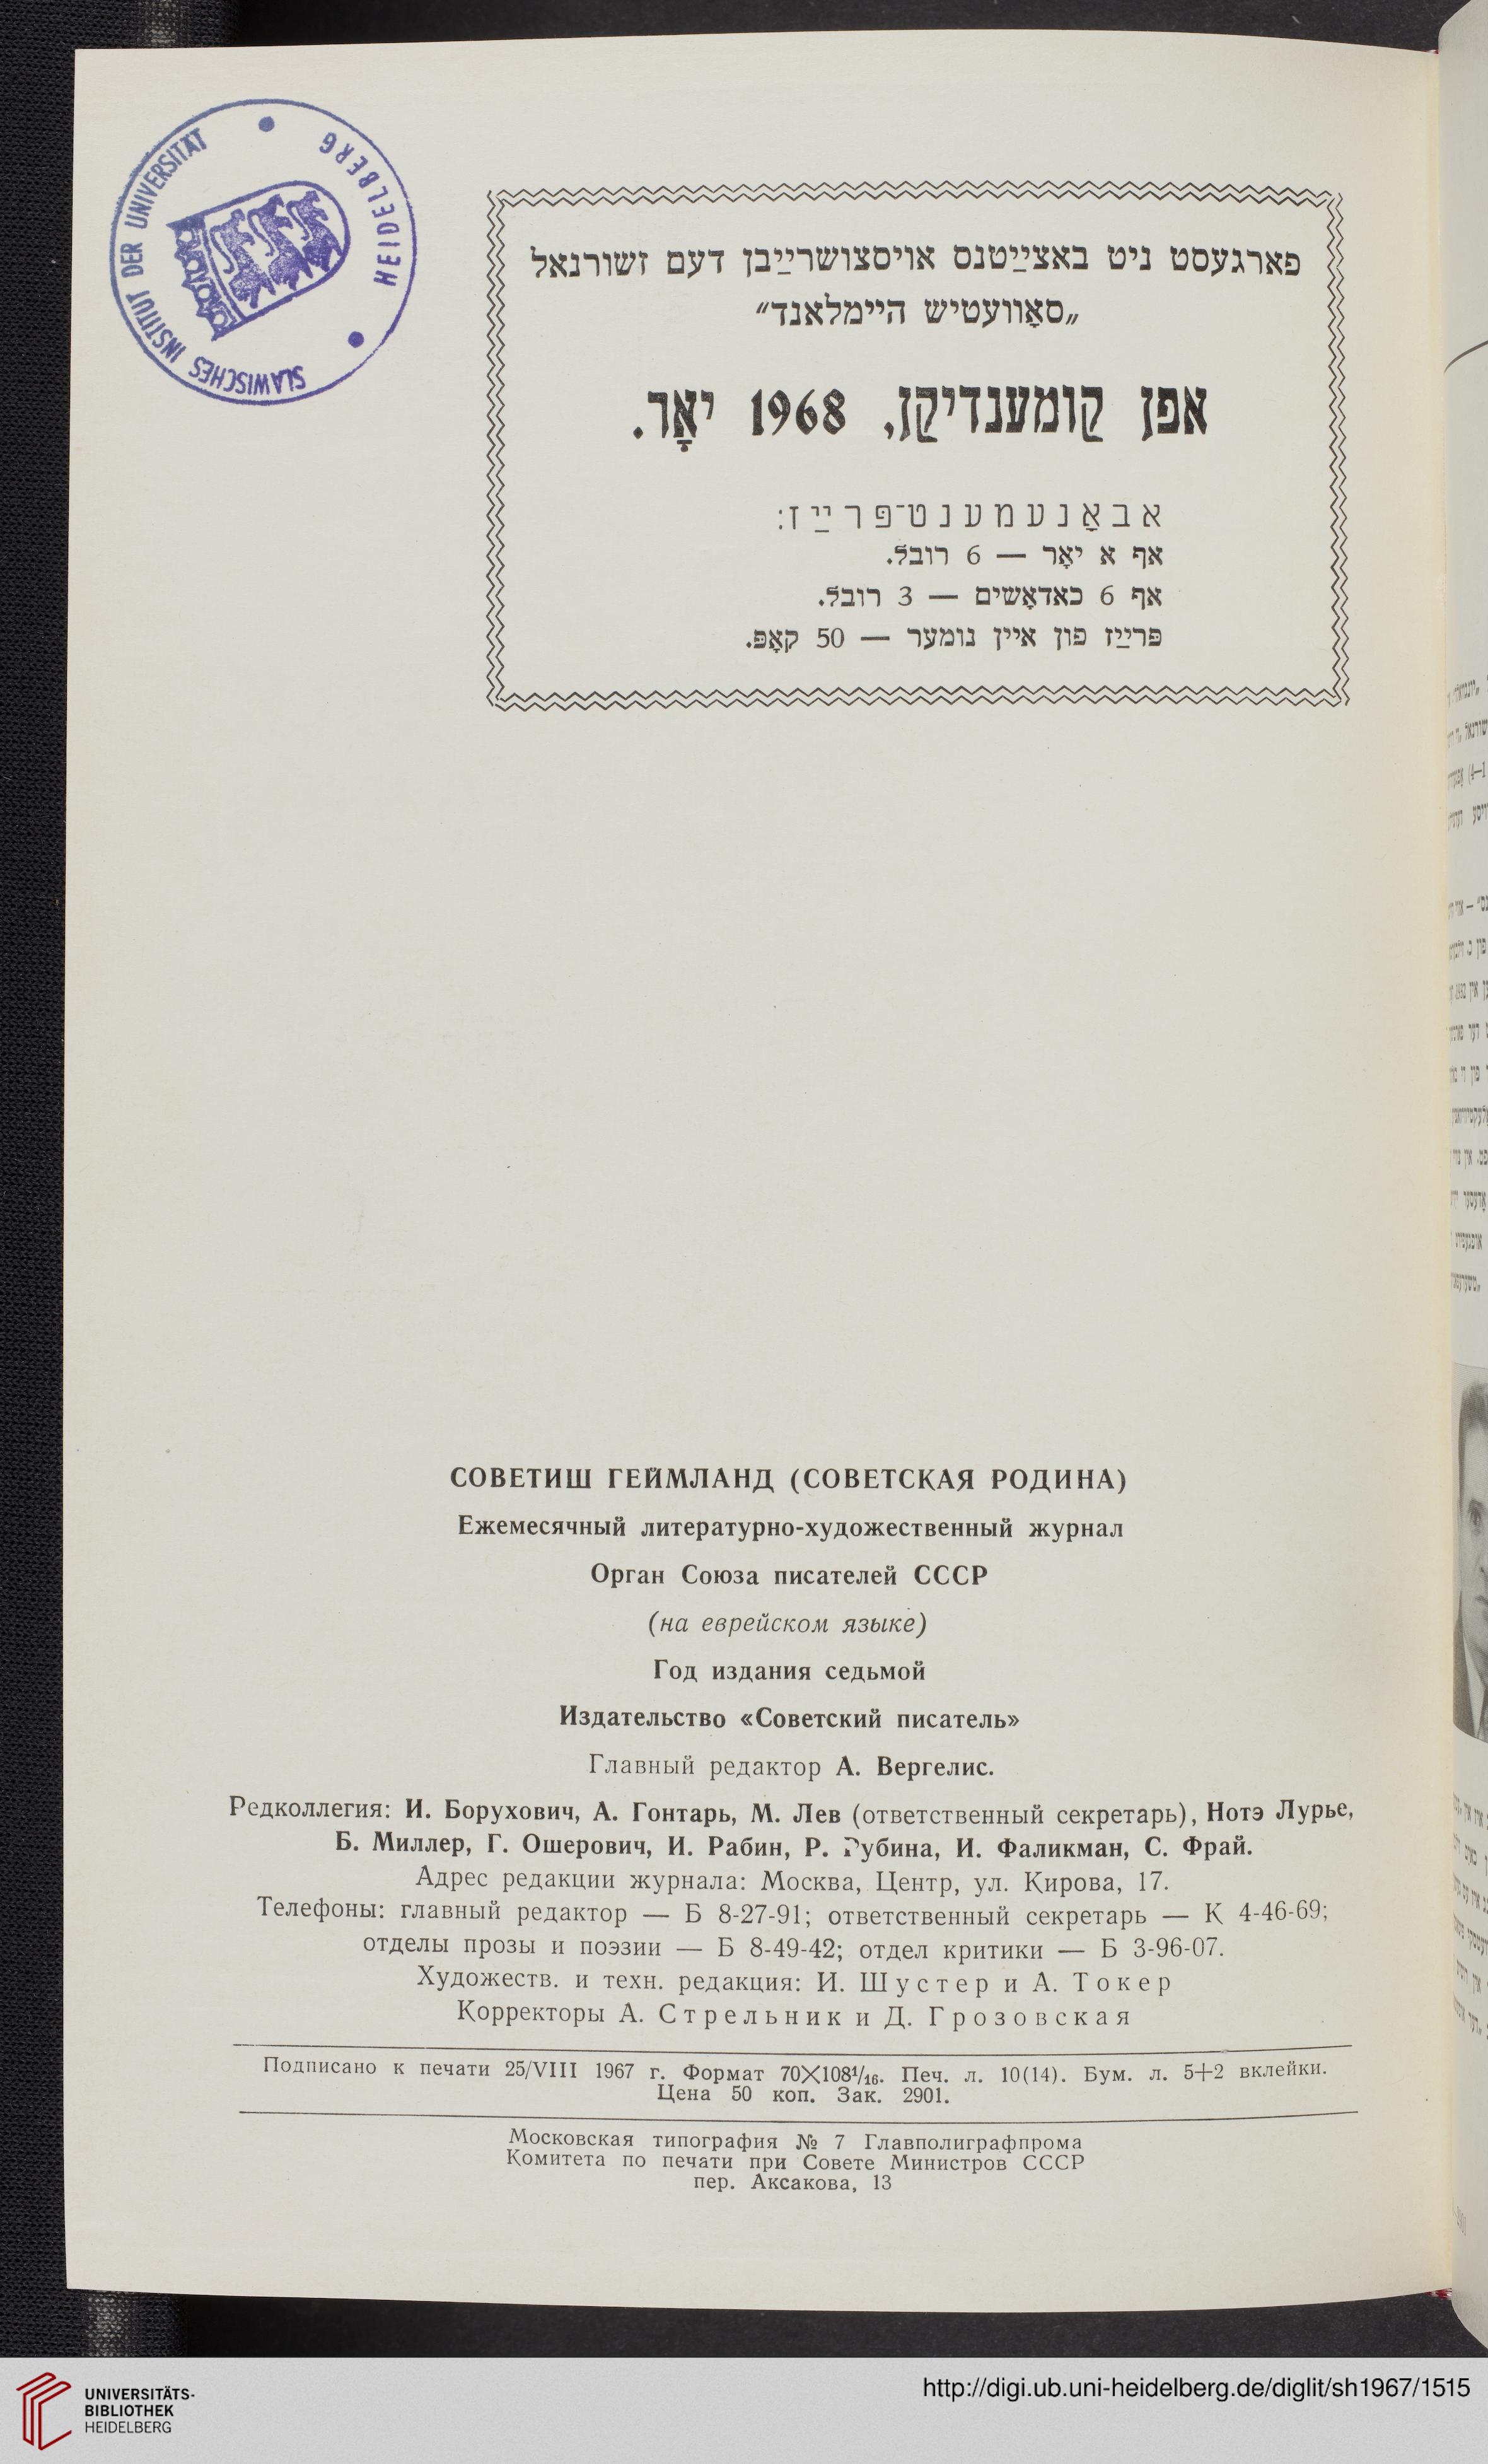 SLAWISCHES INSTITUT DER UNIVERSITÄT
HEIDELBERG
פארגעסט ניט באצײַטנס אויסצושרײַבן דעם זשורנאל
„סאָוועטיש היימלאנד“
אפן קומענדיקן, 1968 יאָר.
אבאָנעמענט־פּרײַז:
אף א יאָר — 6 רובל.
אף 6 כאדאָשים — 3 רובל.
פּרײַז פון איין נומער — 50 קאָפּ.
СОВЕТИШ ГЕЙМЛАНД (СОВЕТСКАЯ РОДИНА)
Ежемесячный литературно-художественный журнал
Орган Союза писателей СССР
(на еврейском языке)
Год издания седьмой
Издательство «Советский писатель»
Главный редактор А. Вергелис.
Редколлегия: И. Борухович, А. Гонтарь, М. Лев (ответственный секретарь), Нотэ Лурье,
Б. Миллер, Г. Ошерович, И. Рабин, Р. Рубина, И. Фаликман, С. Фрай.
Адрес редакции журнала: Москва, Центр, ул. Кирова, 17.
Телефоны: главный редактор — Б 8-27-91; ответственный секретарь — К 4-46-69;
отделы прозы и поэзии — Б 8-49-42; отдел критики — Б 3-96-07.
Художеств. и техн. редакция: И. Шустер и А. Токер
Корректоры А. Стрельник и Д. Грозовская
Подписано к печати 25/VIII 1967 г. Формат 70×108¹/₁₆. Печ. л. 10(14). Бум. л. 5+2 вклейки.
Цена 50 коп. Зак. 2901.
Московская типография № 7 Главполиграфпрома
Комитета по печати при Совете Министров СССР
пер. Аксакова, 13
UNIVERSITÄTS-
BIBLIOTHEK
HEIDELBERG
http://digi.ub.uni-heidelberg.de/diglit/sh1967/1515